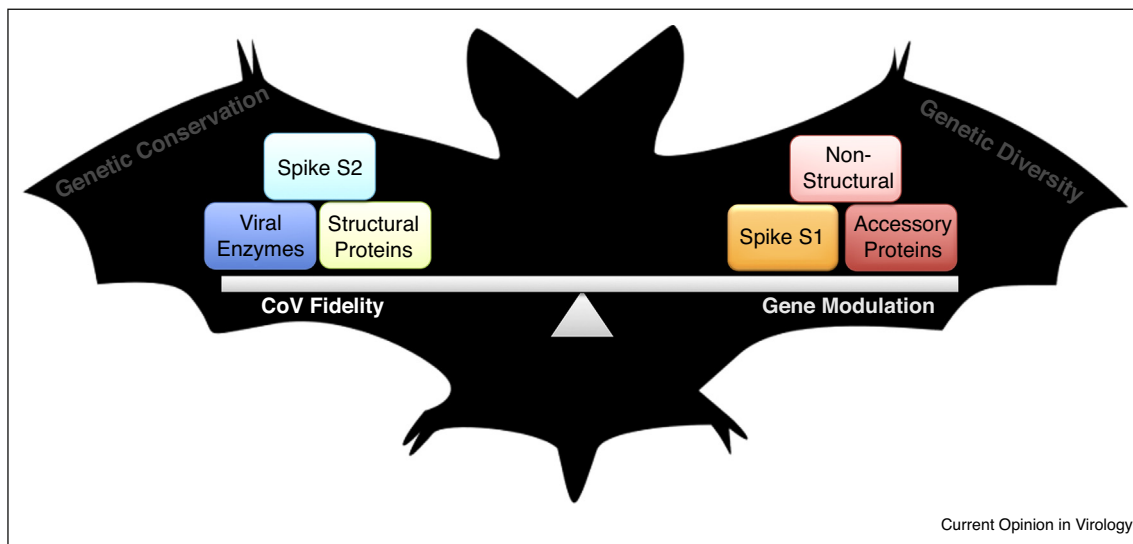 Genetic Conservation
Genetic Diversity
Spike S2
Viral
Enzymes
Structural
Proteins
Non-
Structural
Spike S1
Accessory
Proteins
CoV Fidelity
Gene Modulation
Current Opinion in Virology